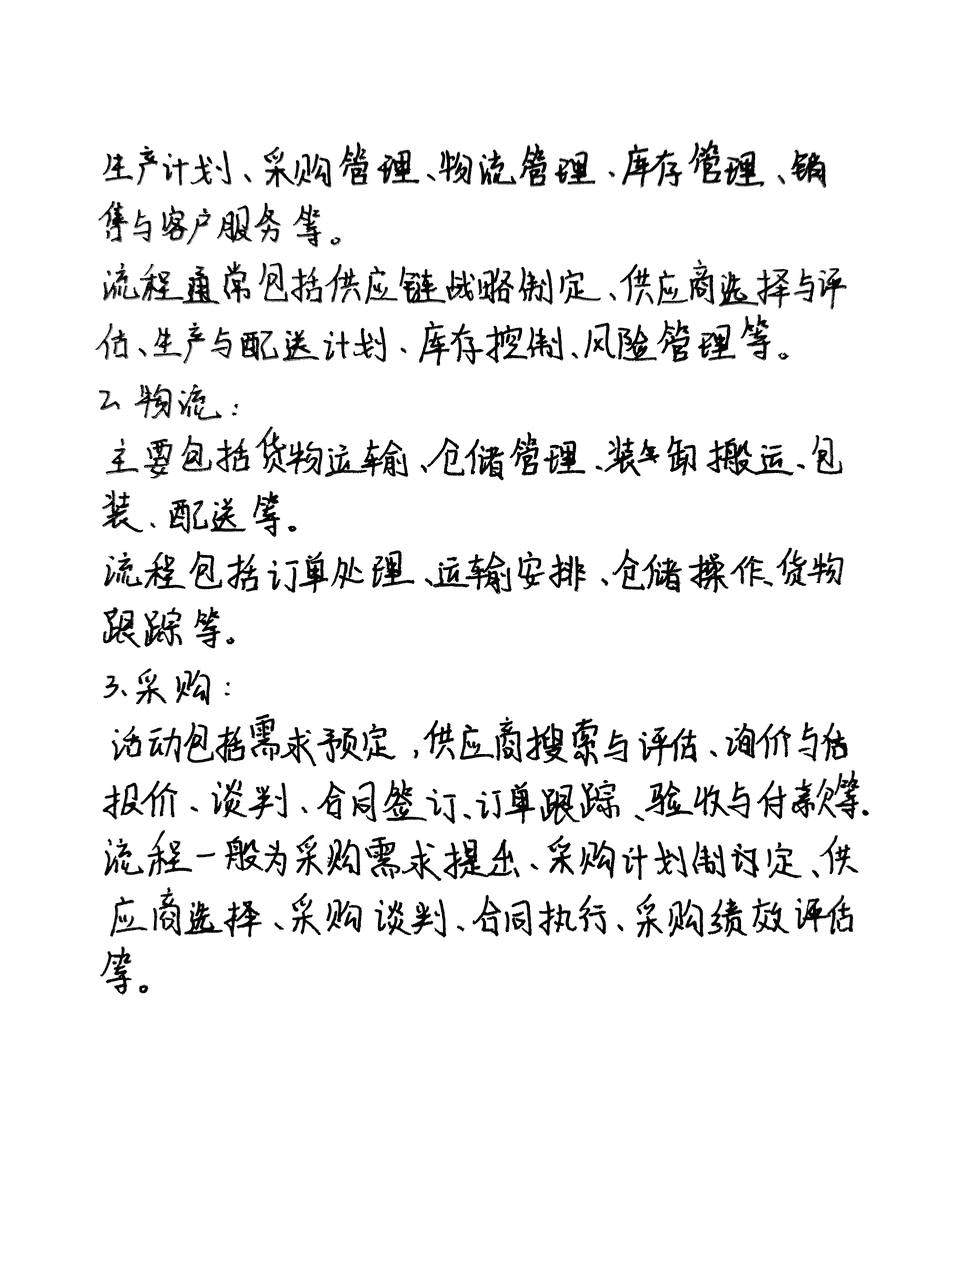 生产计划、采购管理、物流管理、库存管理、销
售与客户服务等。
流程通常包括供应链战略制定、供应商选择与评
估、生产与配送计划、库存控制、风险管理等。
2、物流：
主要包括货物运输、仓储管理、装卸搬运、包
装、配送等。
流程包括订单处理、运输安排、仓储操作、货物
跟踪等。
3、采购：
活动包括需求预定，供应商搜索与评估、询价与估
报价、谈判、合同签订、订单跟踪、验收与付款等.
流程一般为采购需求提出、采购计划制订定、供
应商选择、采购谈判、合同执行、采购绩效评估
等。